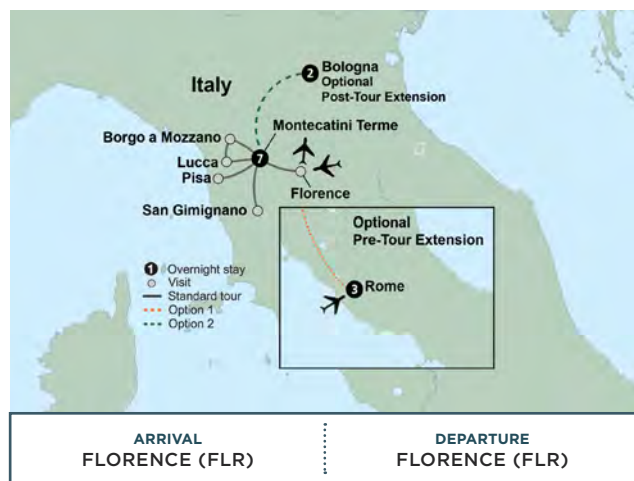 Italy
2
Bologna
Optional
Post-Tour Extension
Montecatini Terme
Borgo a Mozzano
7
Lucca
Pisa
Florence
San Gimignano
Optional
Pre-Tour Extension
3 Rome
1 Overnight stay
Visit
Standard tour
Option 1
Option 2
ARRIVAL
FLORENCE (FLR)
DEPARTURE
FLORENCE (FLR)